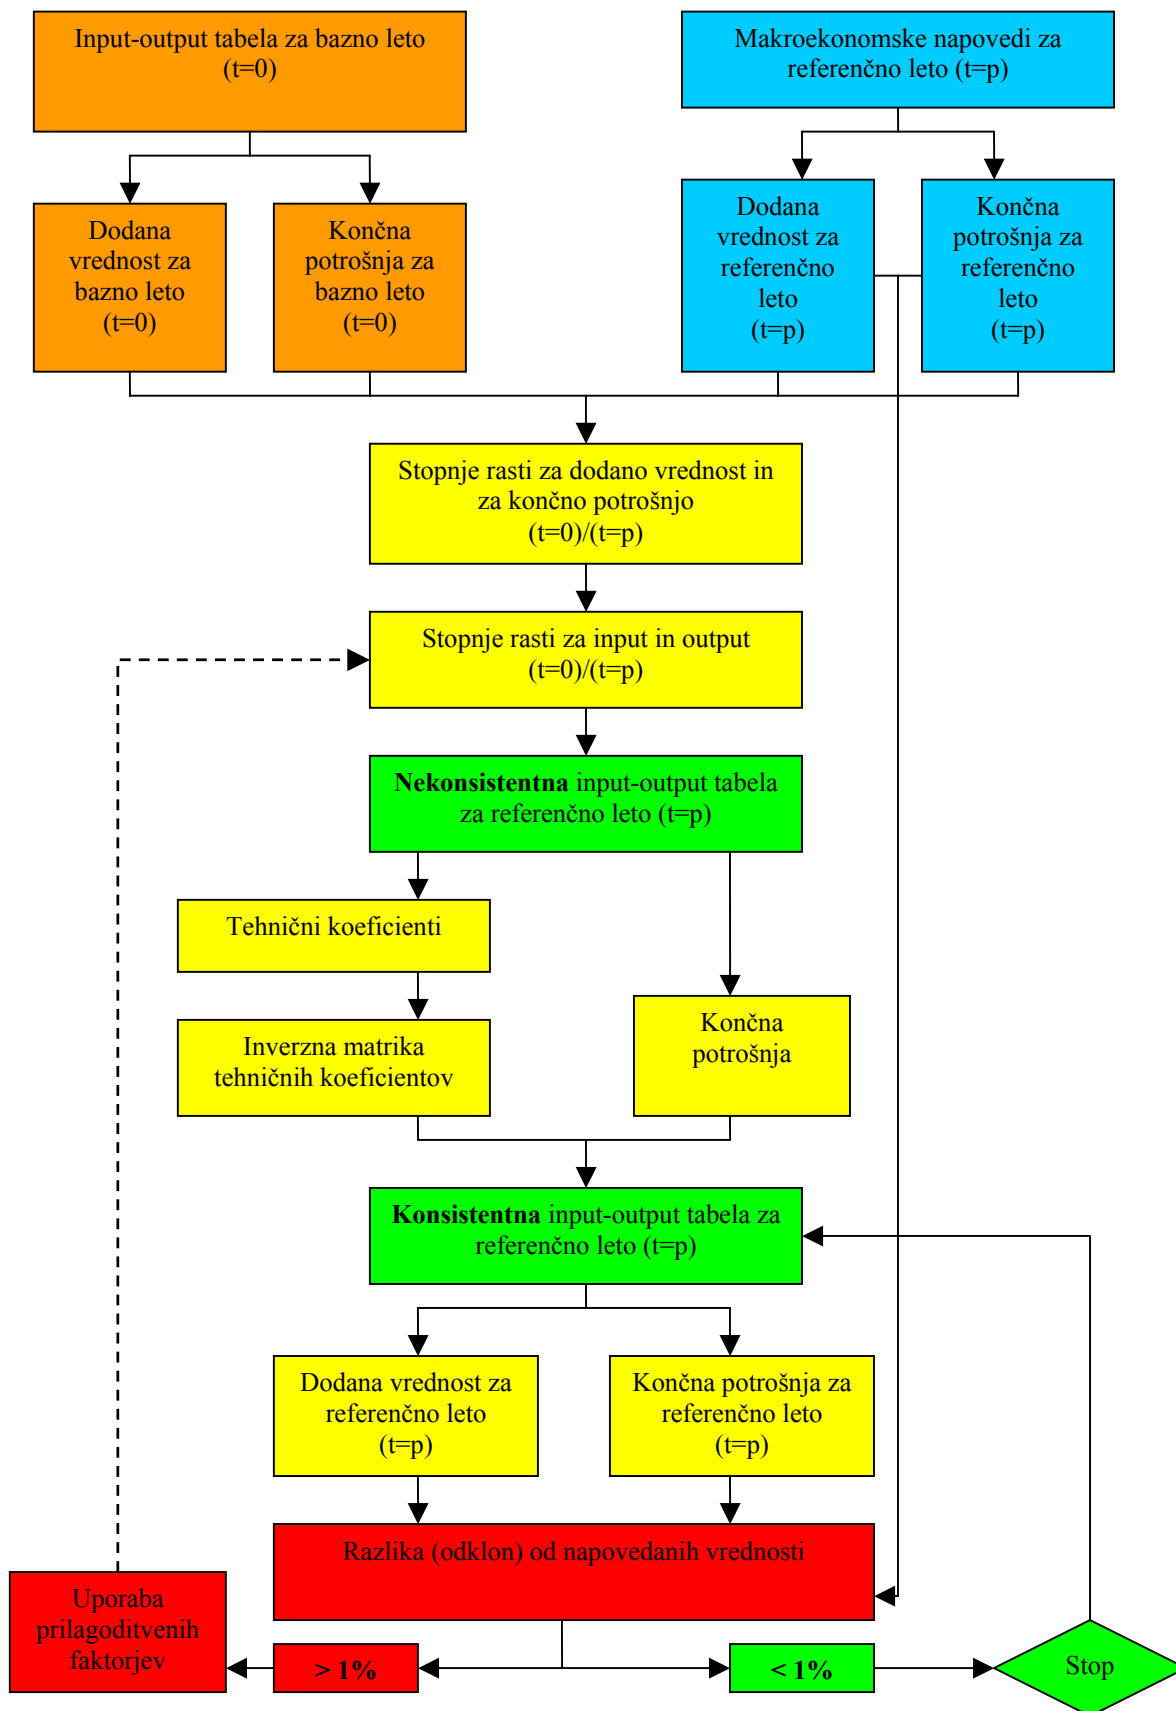 Input-output tabela za bazno leto
(t=0)
Makroekonomske napovedi za
referenčno leto (t=p)
Dodana
vrednost za
bazno leto
(t=0)
Končna
potrošnja za
bazno leto
(t=0)
Dodana
vrednost za
referenčno
leto
(t=p)
Končna
potrošnja za
referenčno
leto
(t=p)
Stopnje rasti za dodano vrednost in
za končno potrošnjo
(t=0)/(t=p)
Stopnje rasti za input in output
(t=0)/(t=p)
Nekonsistentna input-output tabela
za referenčno leto (t=p)
Tehnični koeficienti
Inverzna matrika
tehničnih koeficientov
Končna
potrošnja
Konsistentna input-output tabela za
referenčno leto (t=p)
Dodana vrednost za
referenčno leto
(t=p)
Končna potrošnja za
referenčno leto
(t=p)
Razlika (odklon) od napovedanih vrednosti
Uporaba
prilagoditvenih
faktorjev
> 1%
< 1%
Stop